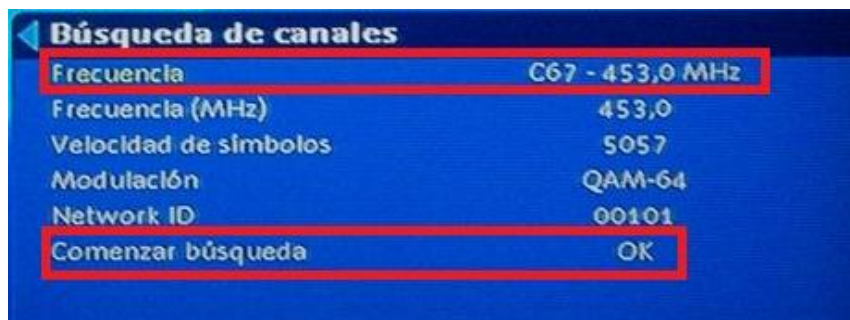 Búsqueda de canales
Frecuencia C67 - 453,0 MHz
Frecuencia (MHz) 453,0
Velocidad de símbolos 5057
Modulación QAM-64
Network ID 00101
Comenzar búsqueda OK